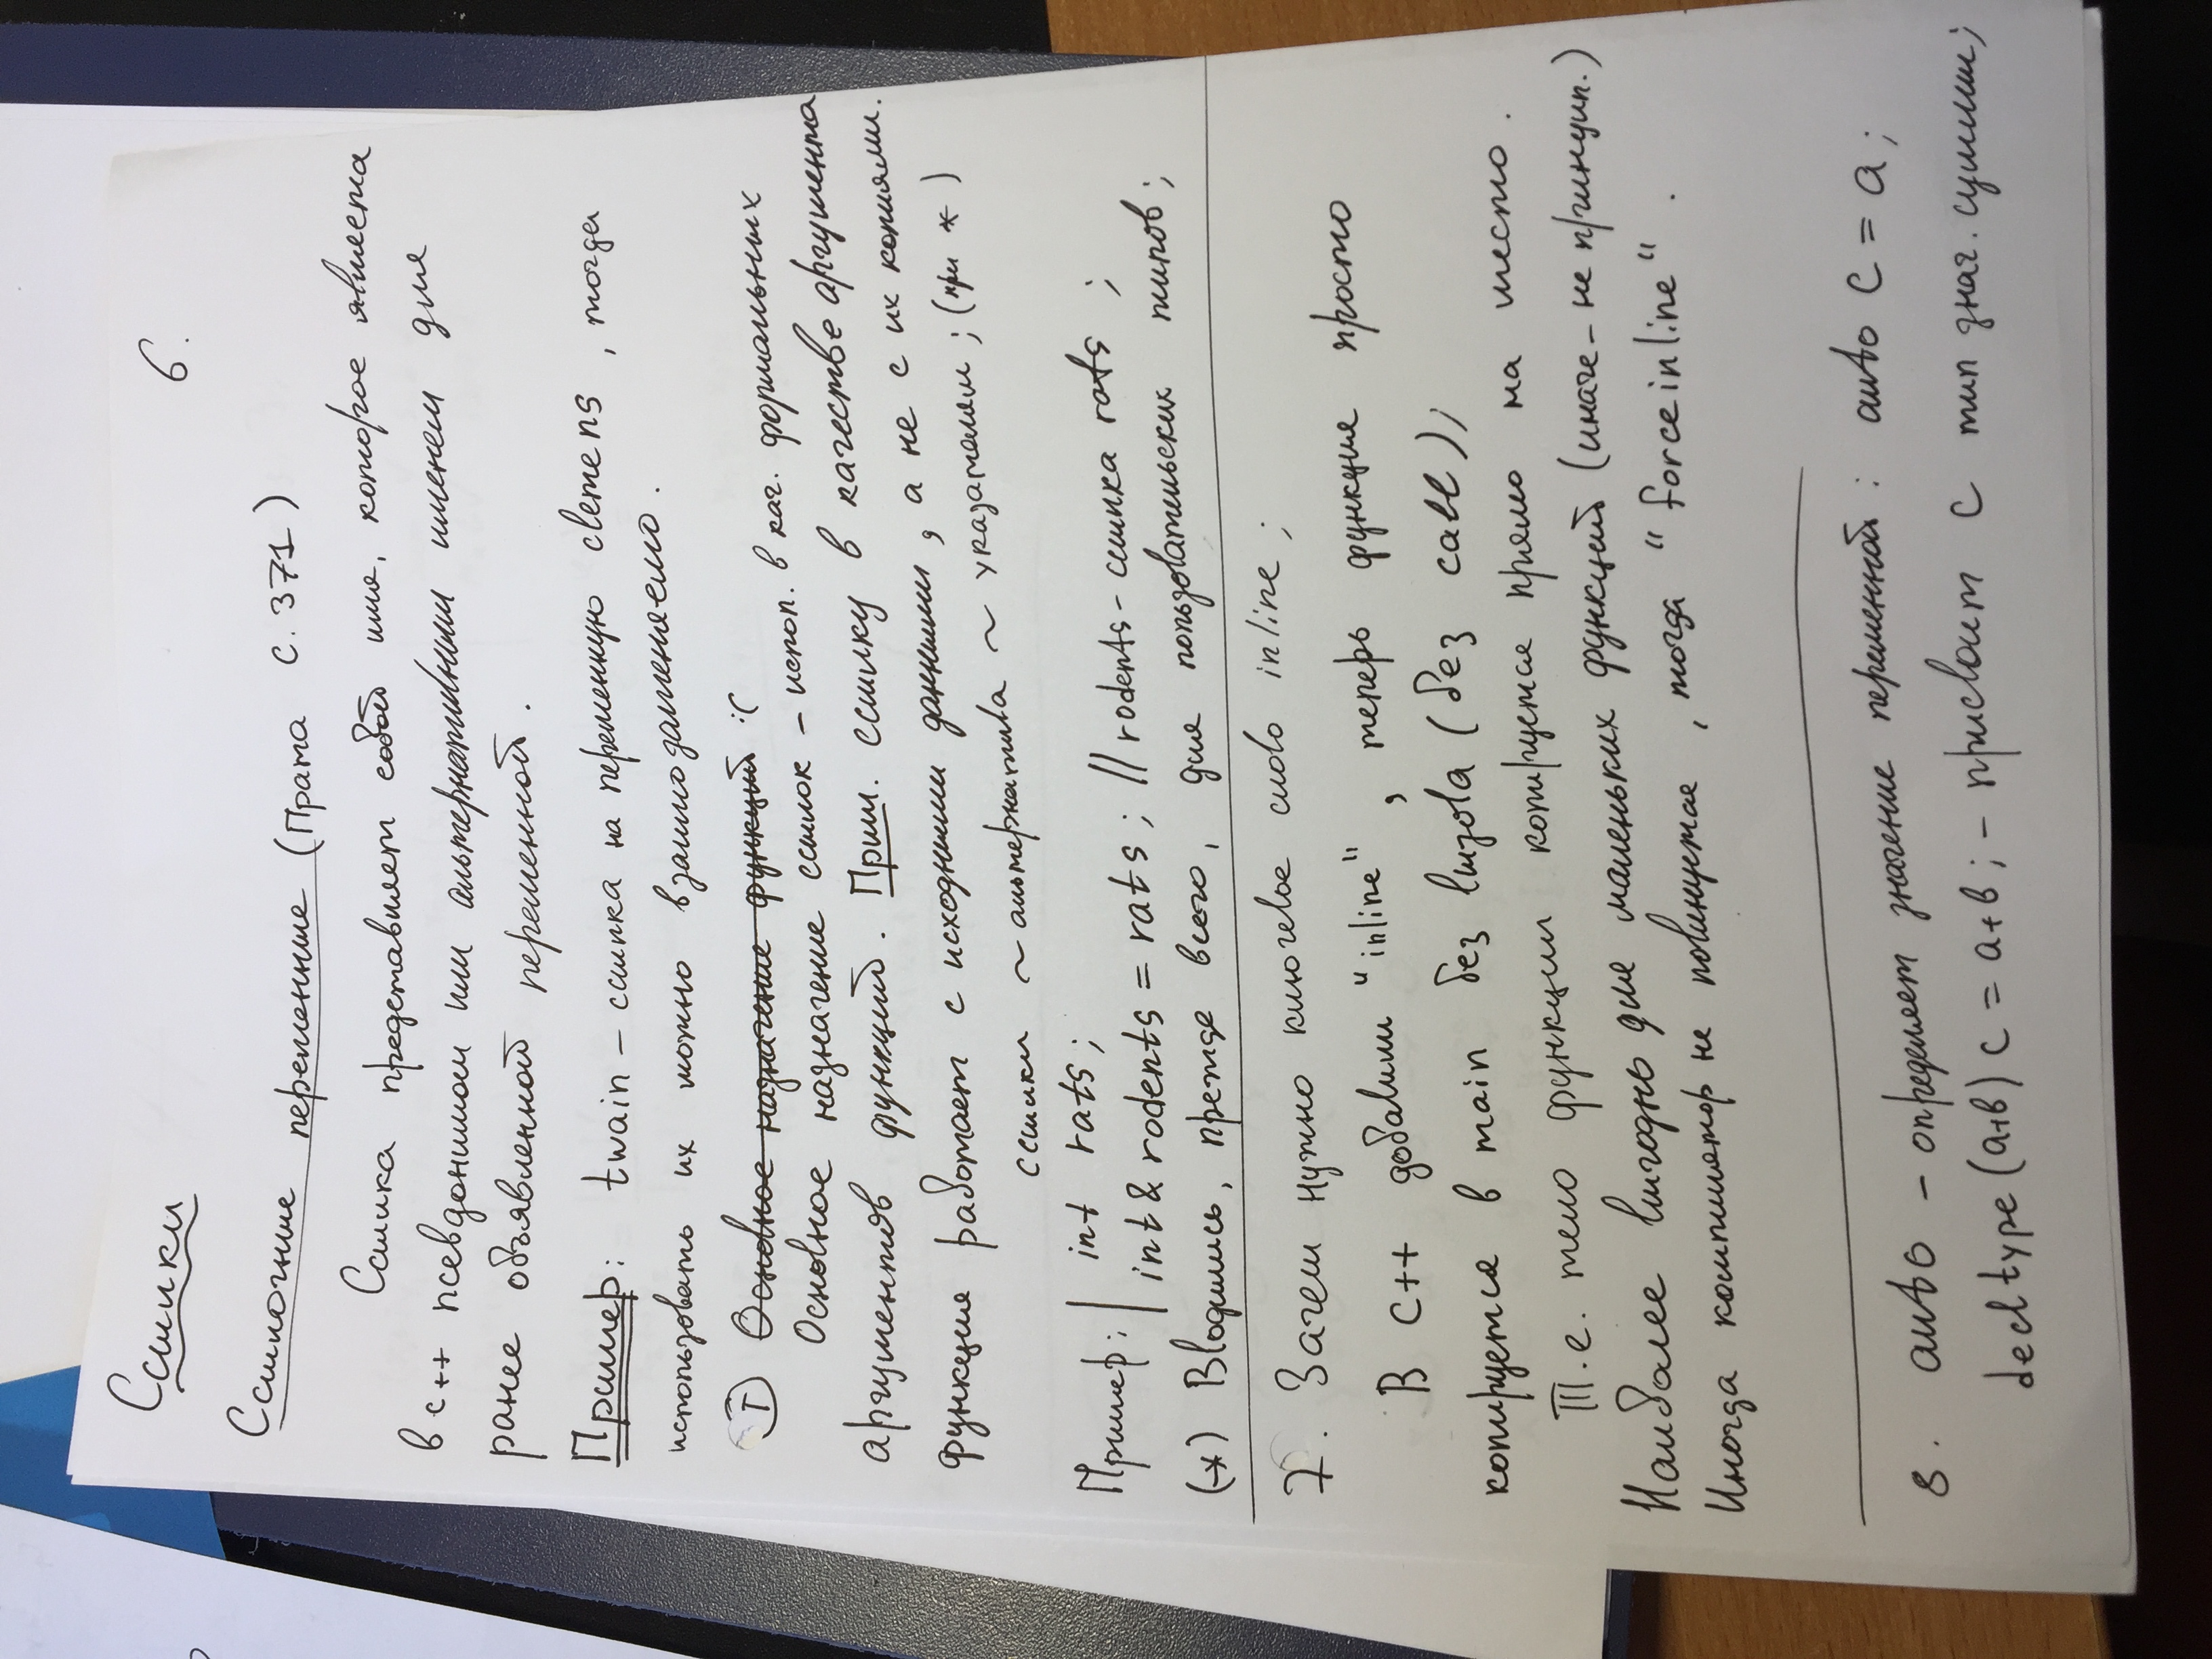 Ссылки
6.
Ссылочные переменные (Прата с. 371)
Ссылка представляет собой имя, которое является
в c++ псевдонимом или альтернативным именем для
ранее объявленной переменной.
Пример: twain – ссылка на переменную clemens , тогда
использовать их можно взаимозаменяемо.
I Основное назначение функций :(
Основное назначение ссылок – испол. в кач. формальных
аргументов функций. Прим. ссылку в качестве аргумента
функция работает с исходными данными, а не с их копиями.
ссылки ~ альтернатива ~ указателям ; (при *)
Пример: | int rats;
int & rodents = rats ; // rodents – ссылка rats ;
(*) Вводились, прежде всего, для пользовательских типов;
7. Зачем нужно ключевое слово inline ;
В C++ добавили "inline" , теперь функция просто
копируется в main без вызова (без call);
Т.е. тело функции копируется прямо на место.
Наиболее выгодно для маленьких функций (иначе – не принцип.)
Иногда компилятор не повинуется , тогда "forceinline" .
8. auto – определяет значение переменной : auto c = a ;
decltype (a+b) c = a+b ; – присвоит c тип знач. суммы;